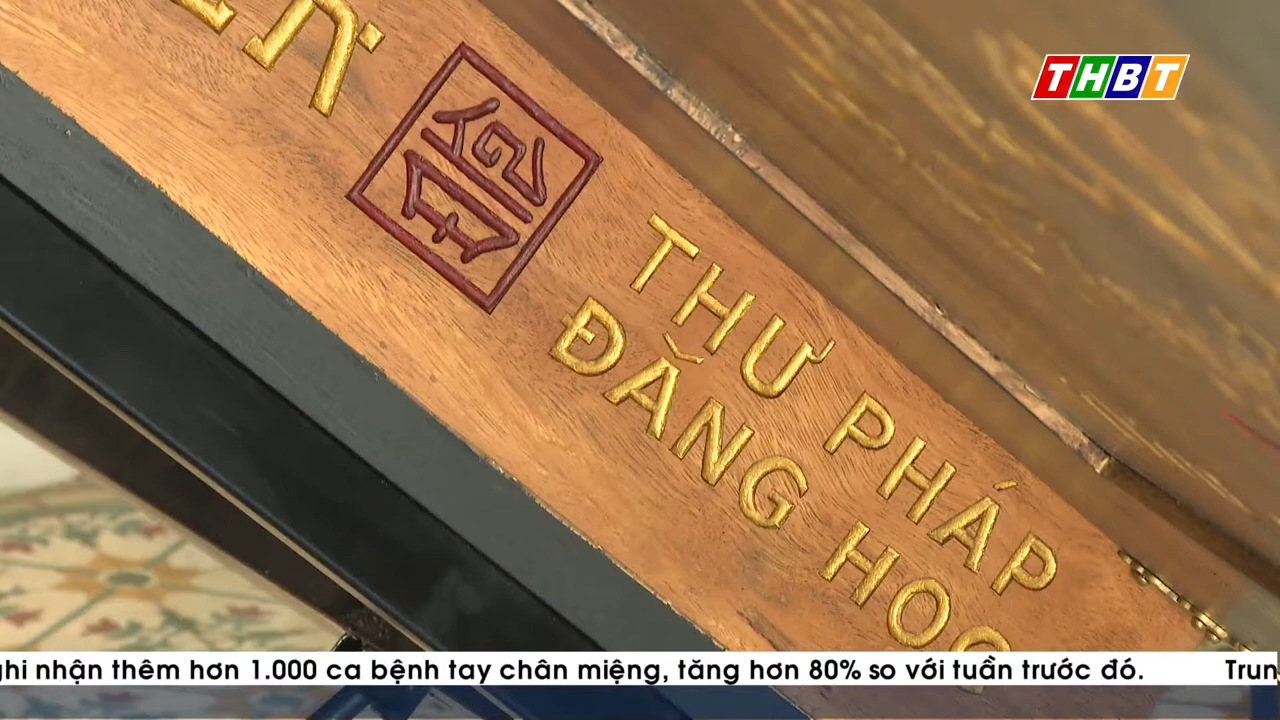 THBT
THƯ PHÁP
ĐĂNG HỌC
ghi nhận thêm hơn 1.000 ca bệnh tay chân miệng, tăng hơn 80% so với tuần trước đó. Trun